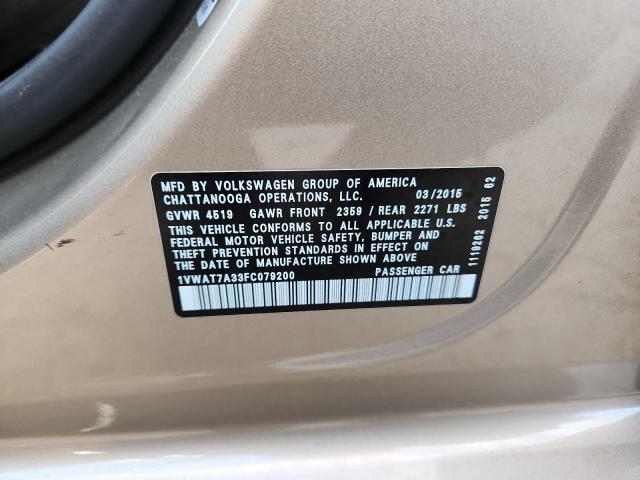 MFD BY VOLKSWAGEN GROUP OF AMERICA
CHATTANOOGA OPERATIONS, LLC. 03/2015
GVWR 4519 GAWR FRONT 2359 / REAR 2271 LBS
THIS VEHICLE CONFORMS TO ALL APPLICABLE U.S.
FEDERAL MOTOR VEHICLE SAFETY, BUMPER AND
THEFT PREVENTION STANDARDS IN EFFECT ON THE
DATE OF MANUFACTURE SHOWN ABOVE
1VWAT7A33FC079200 PASSENGER CAR
1110262 2015 62